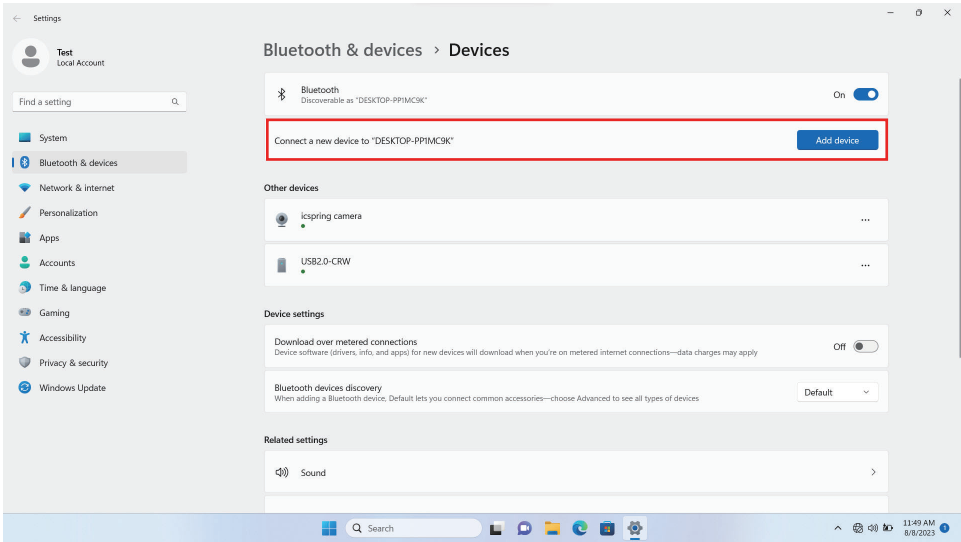 Settings
Test
Local Account
Find a setting
System
Bluetooth & devices
Network & internet
Personalization
Apps
Accounts
Time & language
Gaming
Accessibility
Privacy & security
Windows Update
Bluetooth & devices > Devices
Bluetooth
Discoverable as "DESKTOP-PP1MC9K"
On
Connect a new device to "DESKTOP-PP1MC9K"
Add device
Other devices
icspring camera
USB2.0-CRW
Device settings
Download over metered connections
Device software (drivers, info, and apps) for new devices will download when you're on metered internet connections—data charges may apply
Off
Bluetooth devices discovery
When adding a Bluetooth device, Default lets you connect common accessories—choose Advanced to see all types of devices
Default
Related settings
Sound
Search
11:49 AM
8/8/2023
1